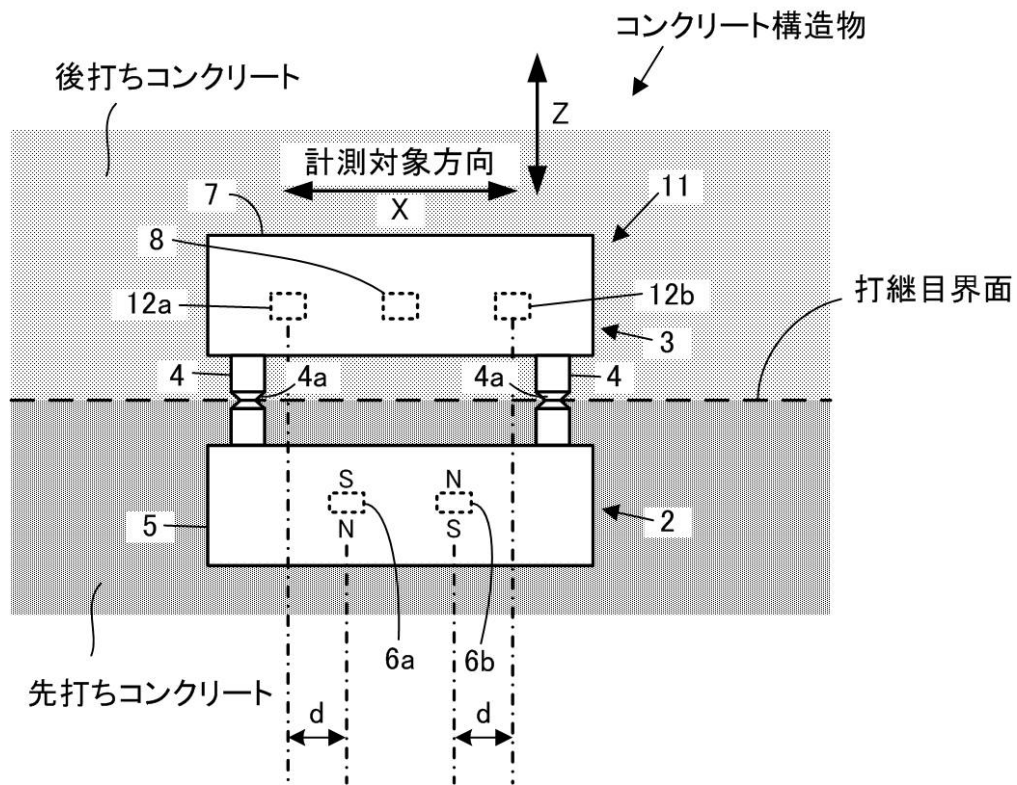 コンクリート構造物
後打ちコンクリート
Z
計測対象方向
X
7
11
8
12a
12b
打継目界面
3
4
4a
4a
4
S
N
5
N
S
2
6a
6b
先打ちコンクリート
d
d